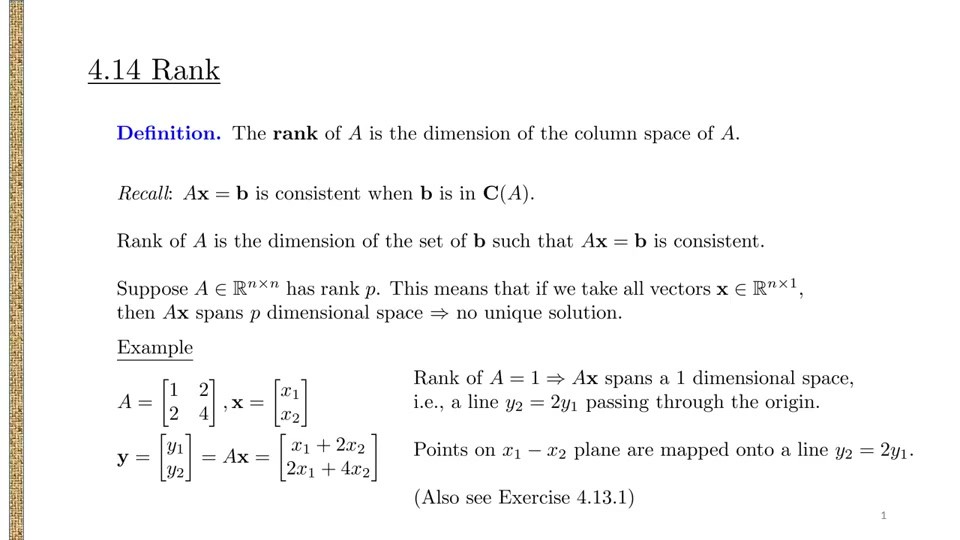 4.14 Rank
Definition. The rank of A is the dimension of the column space of A.
Recall: Ax = b is consistent when b is in C(A).
Rank of A is the dimension of the set of b such that Ax = b is consistent.
Suppose A ∈ ℝⁿˣⁿ has rank p. This means that if we take all vectors x ∈ ℝⁿˣ¹,
then Ax spans p dimensional space ⇒ no unique solution.
Example
A = [1 2; 2 4], x = [x₁; x₂]
y = [y₁; y₂] = Ax = [x₁ + 2x₂; 2x₁ + 4x₂]
Rank of A = 1 ⇒ Ax spans a 1 dimensional space,
i.e., a line y₂ = 2y₁ passing through the origin.
Points on x₁ − x₂ plane are mapped onto a line y₂ = 2y₁.
(Also see Exercise 4.13.1)
1